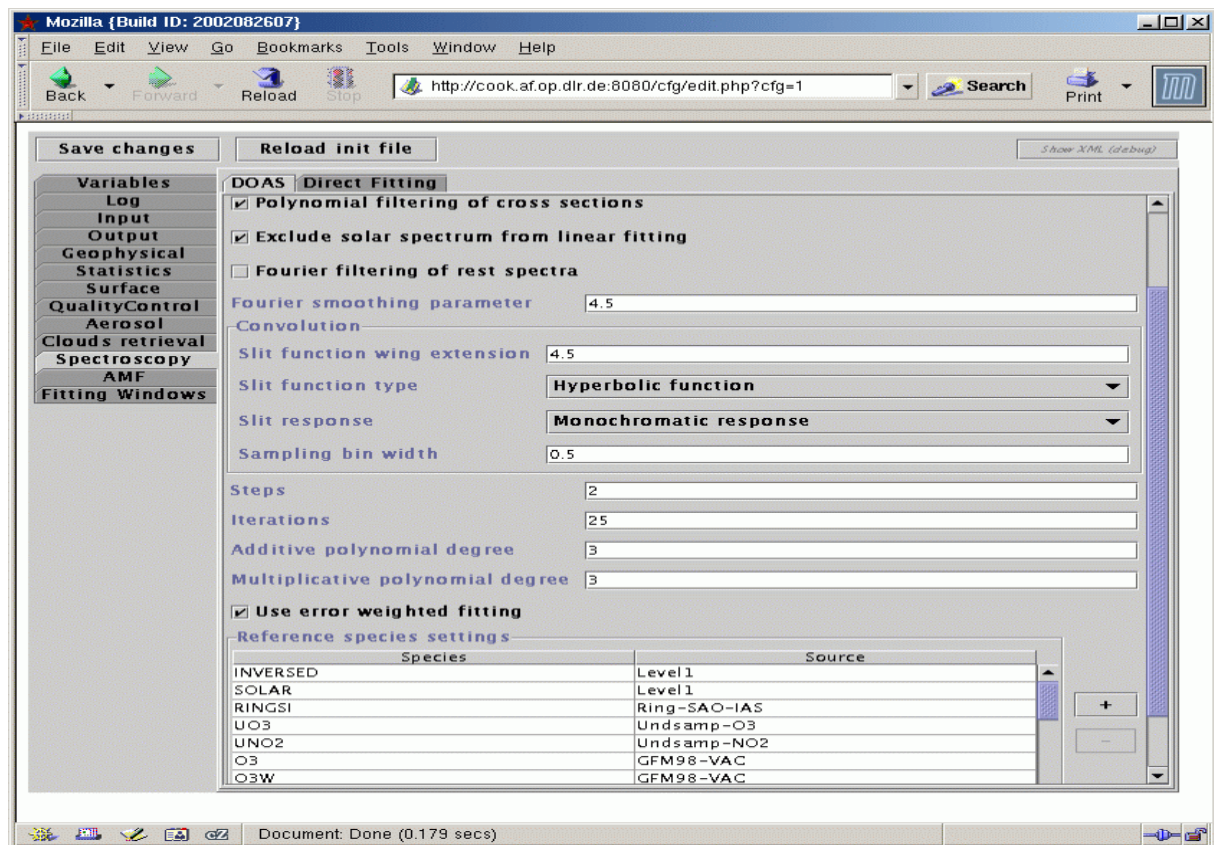 Mozilla {Build ID: 2002082607}
File Edit View Go Bookmarks Tools Window Help
Back Forward Reload Stop http://cook.af.op.dlr.de:8080/cfg/edit.php?cfg=1 Search Print
Save changes Reload init file Show XML (debug)
Variables
Log
Input
Output
Geophysical
Statistics
Surface
QualityControl
Aerosol
Clouds retrieval
Spectroscopy
AMF
Fitting Windows
DOAS Direct Fitting
Polynomial filtering of cross sections
Exclude solar spectrum from linear fitting
Fourier filtering of rest spectra
Fourier smoothing parameter 4.5
Convolution
Slit function wing extension 4.5
Slit function type Hyperbolic function
Slit response Monochromatic response
Sampling bin width 0.5
Steps 2
Iterations 25
Additive polynomial degree 3
Multiplicative polynomial degree 3
Use error weighted fitting
Reference species settings
Species Source
INVERSED Level1
SOLAR Level1
RINGSI Ring-SAO-IAS
UO3 Undsamp-O3
UNO2 Undsamp-NO2
O3 GFM98-VAC
O3W GFM98-VAC
+
-
Document: Done (0.179 secs)